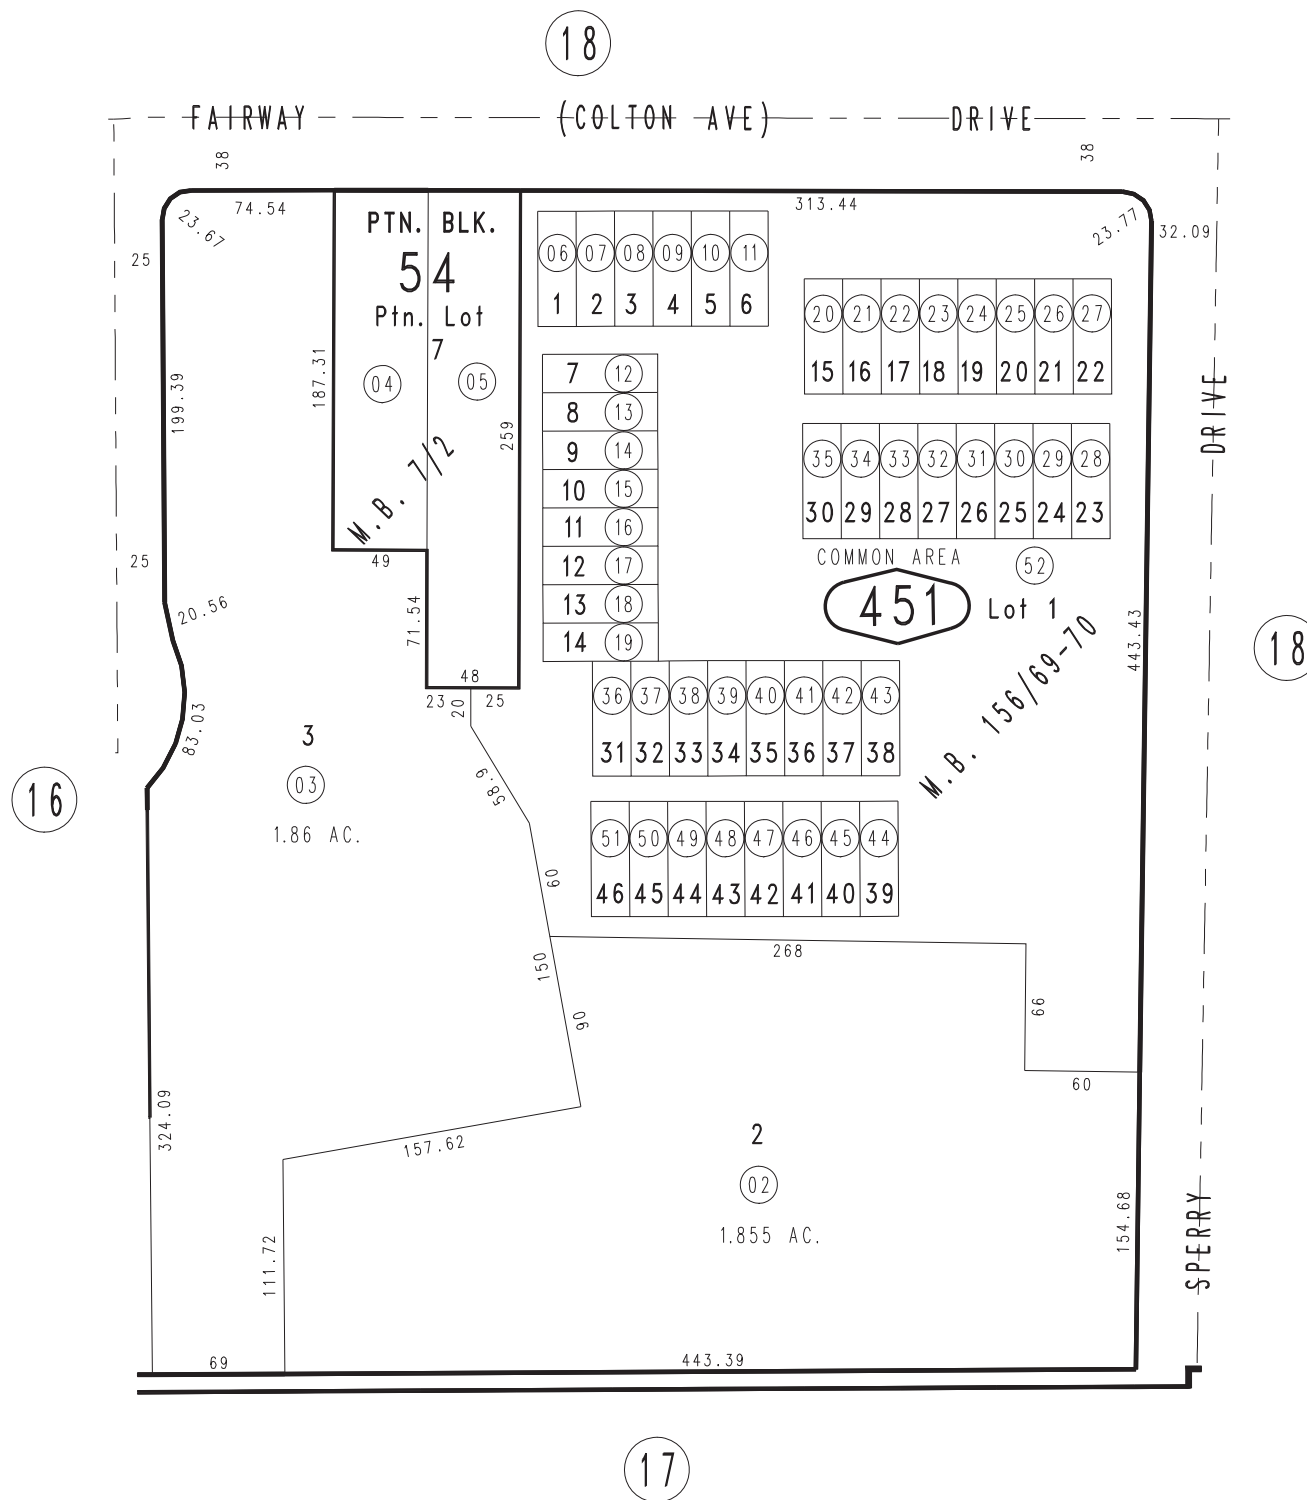 18
FAIRWAY (COLTON AVE) DRIVE
38 38
74.54 313.44
23.67 23.77 32.09
25
PTN. BLK.
54
Ptn. Lot
7
04 05
187.31 259
199.39
M.B. 7/2
49
25
20.56
71.54
48
23 25
20
83.03
58.9
06 07 08 09 10 11
1 2 3 4 5 6
20 21 22 23 24 25 26 27
15 16 17 18 19 20 21 22
7 12
8 13
9 14
10 15
11 16
12 17
13 18
14 19
35 34 33 32 31 30 29 28
30 29 28 27 26 25 24 23
COMMON AREA 52
451 Lot 1
M.B. 156/69-70
443.43
DRIVE
18
36 37 38 39 40 41 42 43
31 32 33 34 35 36 37 38
51 50 49 48 47 46 45 44
46 45 44 43 42 41 40 39
3
03
1.86 AC.
16
60
150
90
268
66
60
324.09
157.62
111.72
2
02
1.855 AC.
154.68
SPERRY
69 443.39
17